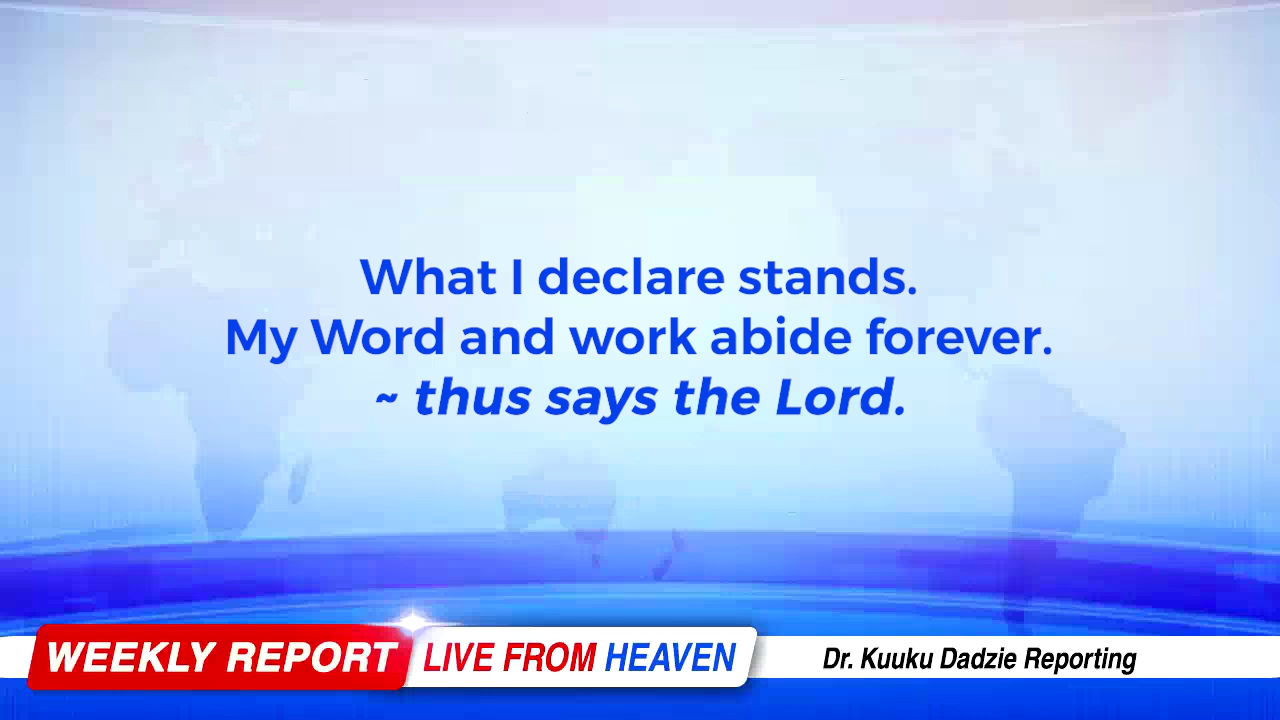 What I declare stands.
My Word and work abide forever.
~ thus says the Lord.
WEEKLY REPORT LIVE FROM HEAVEN Dr. Kuuku Dadzie Reporting